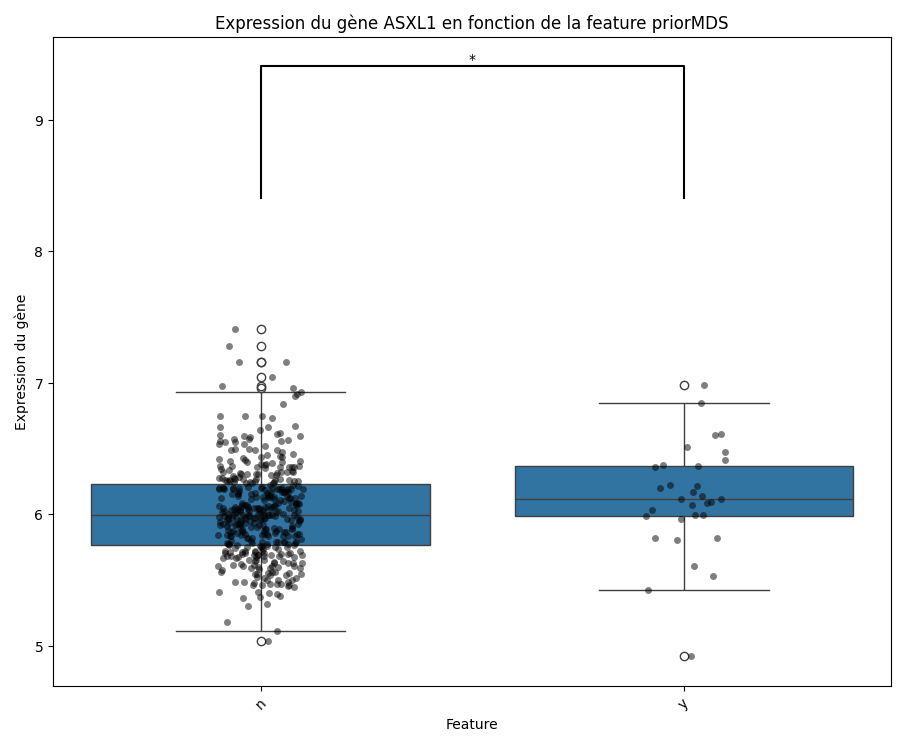 Expression du gène ASXL1 en fonction de la feature priorMDS
*
9
8
7
6
5
Expression du gène
n
y
Feature